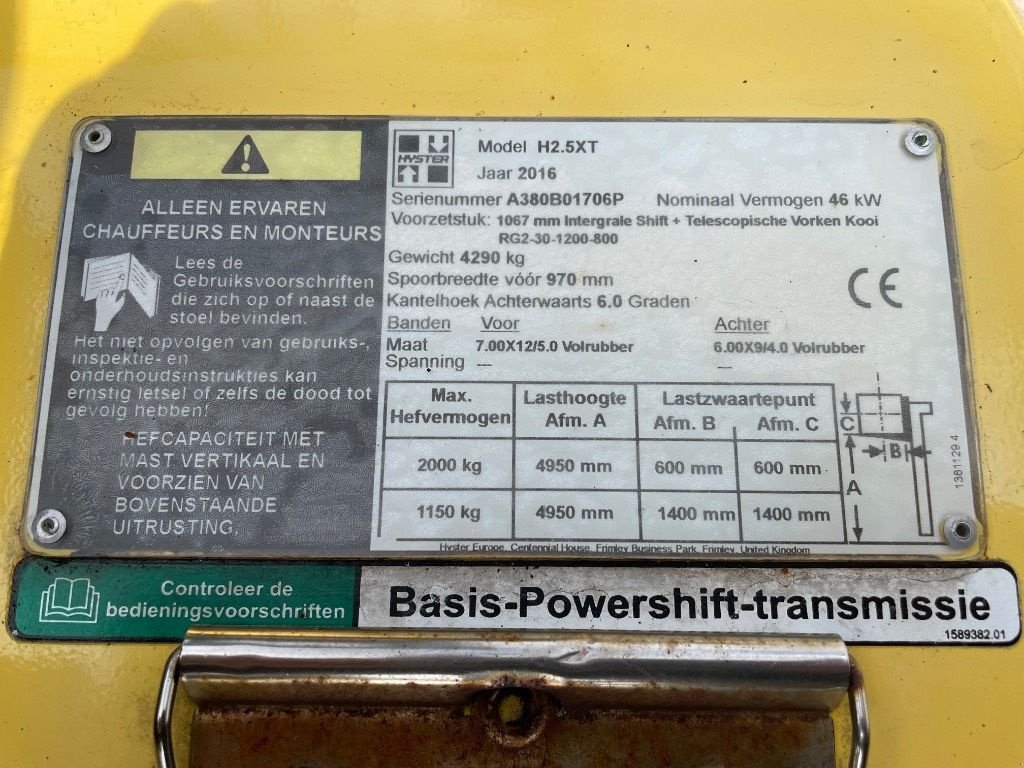 ALLEEN ERVAREN
CHAUFFEURS EN MONTEURS
Lees de
Gebruiksvoorschriften
die zich op of naast de
stoel bevinden.
Het niet opvolgen van gebruiks-,
inspektie- en
onderhoudsinstrukties kan
ernstig letsel of zelfs de dood tot
gevolg hebben!
HEFCAPACITEIT MET
MAST VERTIKAAL EN
VOORZIEN VAN
BOVENSTAANDE
UITRUSTING.
HYSTER
Model H2.5XT
Jaar 2016
Serienummer A380B01706P Nominaal Vermogen 46 kW
Voorzetstuk: 1067 mm Intergrale Shift + Telescopische Vorken Kooi
RG2-30-1200-800
Gewicht 4290 kg
Spoorbreedte vóór 970 mm
Kantelhoek Achterwaarts 6.0 Graden
CE
Banden Voor Achter
Maat 7.00X12/5.0 Volrubber 6.00X9/4.0 Volrubber
Spanning --- ---
Max. Hefvermogen Lasthoogte Afm. A Lastzwaartepunt Afm. B Afm. C
2000 kg 4950 mm 600 mm 600 mm
1150 kg 4950 mm 1400 mm 1400 mm
C
B
A
1381129 4
Hyster Europe, Centennial House, Frimley Business Park, Frimley, United Kingdom
Controleer de
bedieningsvoorschriften
Basis-Powershift-transmissie
1589382.01